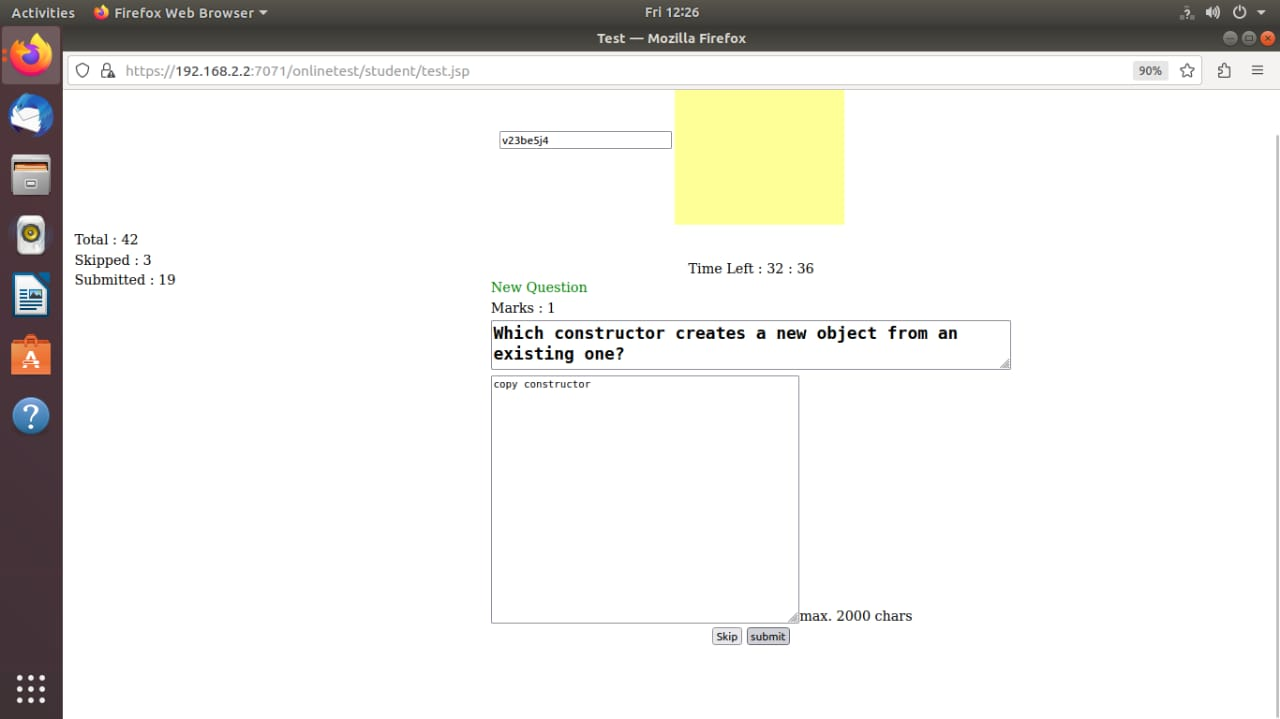 Activities
Firefox Web Browser
Fri 12:26
Test — Mozilla Firefox
https://192.168.2.2:7071/onlinetest/student/test.jsp
90%
v23be5j4
Total : 42
Skipped : 3
Submitted : 19
Time Left : 32 : 36
New Question
Marks : 1
Which constructor creates a new object from an
existing one?
copy constructor
max. 2000 chars
Skip
submit